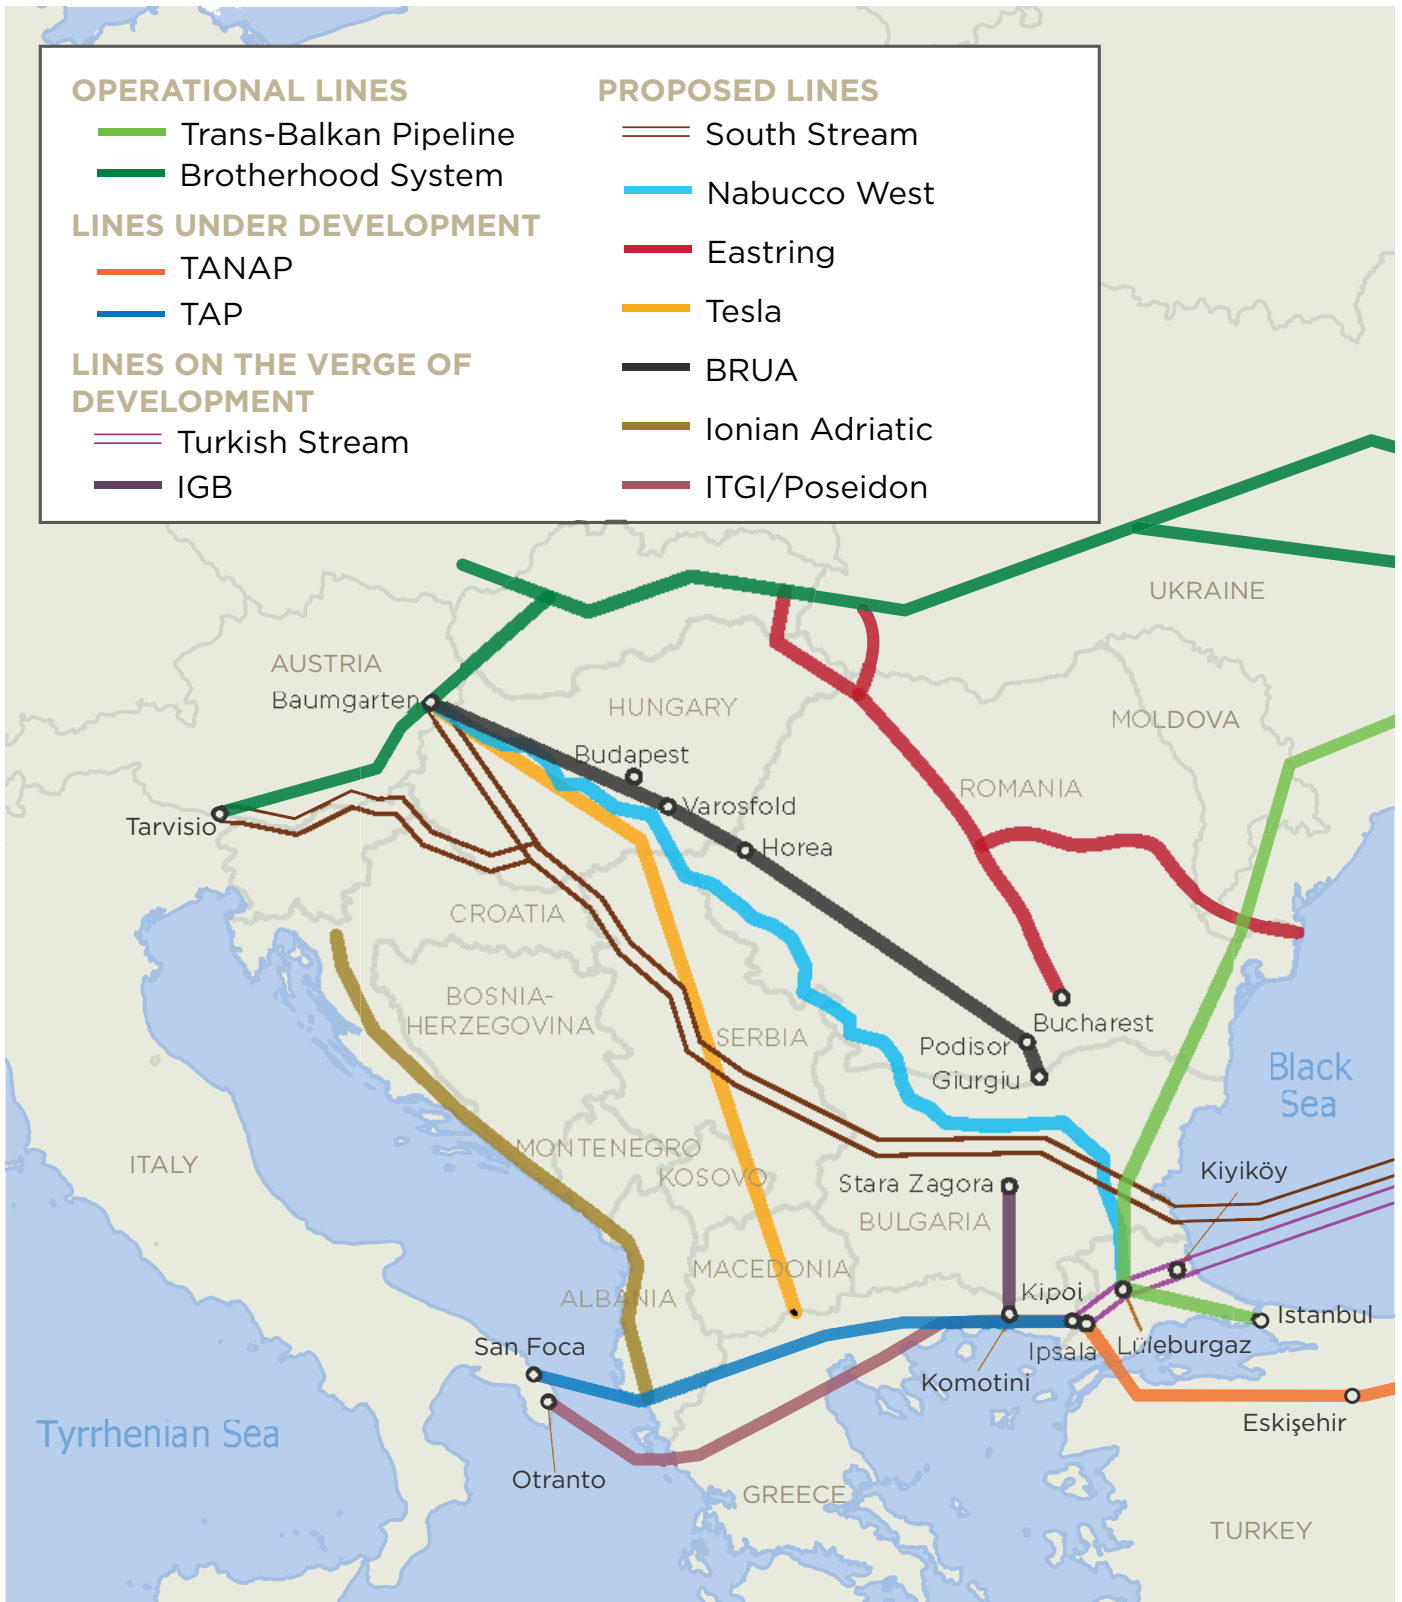 OPERATIONAL LINES
Trans-Balkan Pipeline
Brotherhood System
LINES UNDER DEVELOPMENT
TANAP
TAP
LINES ON THE VERGE OF
DEVELOPMENT
Turkish Stream
IGB
PROPOSED LINES
South Stream
Nabucco West
Eastring
Tesla
BRUA
Ionian Adriatic
ITGI/Poseidon
UKRAINE
AUSTRIA
Baumgarten
HUNGARY
MOLDOVA
Budapest
ROMANIA
Varosfold
Tarvisio
Horea
CROATIA
BOSNIA-
HERZEGOVINA
SERBIA
Bucharest
Podisor
Giurgiu
Black
Sea
MONTENEGRO
ITALY
KOSOVO
Kiyiköy
Stara Zagora
BULGARIA
MACEDONIA
Kipoi
ALBANIA
Istanbul
San Foca
Ipsala
Lüleburgaz
Komotini
Tyrrhenian Sea
Eskişehir
Otranto
GREECE
TURKEY